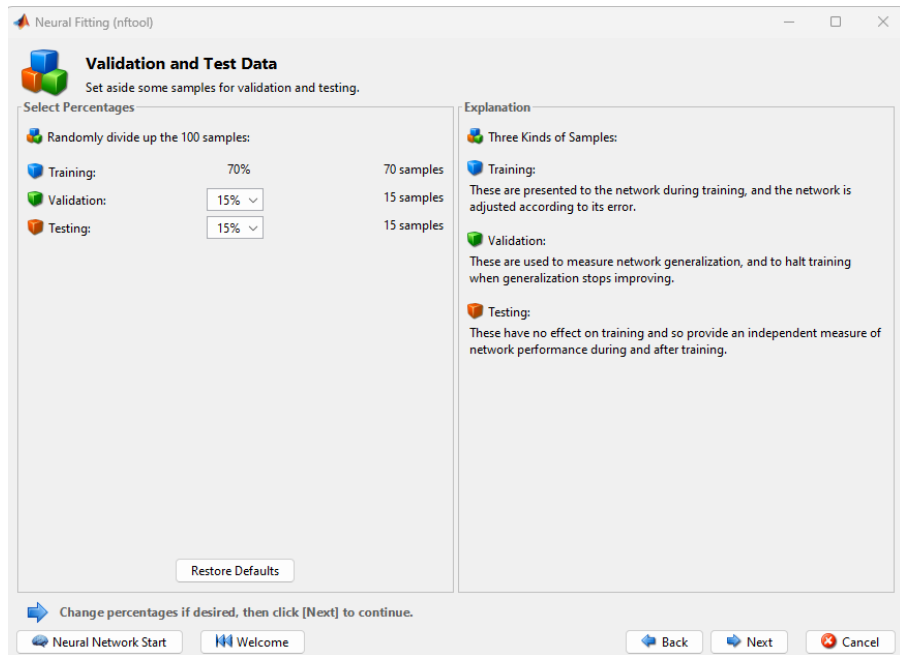 Neural Fitting (nftool)
Validation and Test Data
Set aside some samples for validation and testing.
Select Percentages
Randomly divide up the 100 samples:
Training: 70% 70 samples
Validation: 15% 15 samples
Testing: 15% 15 samples
Restore Defaults
Explanation
Three Kinds of Samples:
Training:
These are presented to the network during training, and the network is
adjusted according to its error.
Validation:
These are used to measure network generalization, and to halt training
when generalization stops improving.
Testing:
These have no effect on training and so provide an independent measure of
network performance during and after training.
Change percentages if desired, then click [Next] to continue.
Neural Network Start Welcome Back Next Cancel